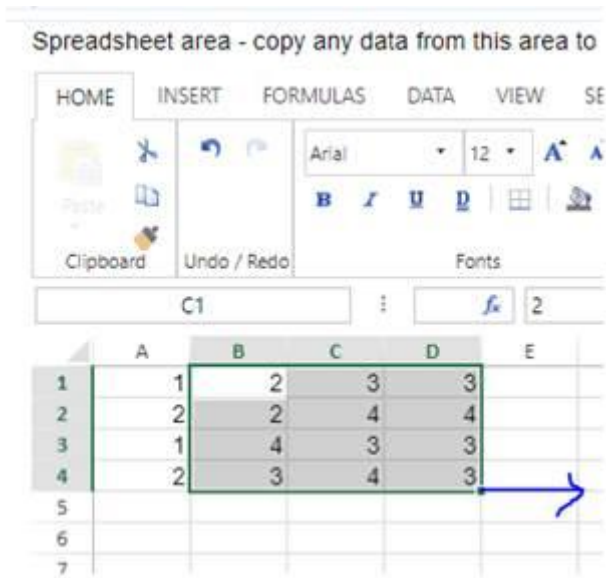 Spreadsheet area - copy any data from this area to
HOME INSERT FORMULAS DATA VIEW SE
Arial 12 A A
Paste B I U D
Clipboard Undo / Redo Fonts
C1 fx 2
A B C D E
1 1 2 3 3
2 2 2 4 4
3 1 4 3 3
4 2 3 4 3
5
6
7